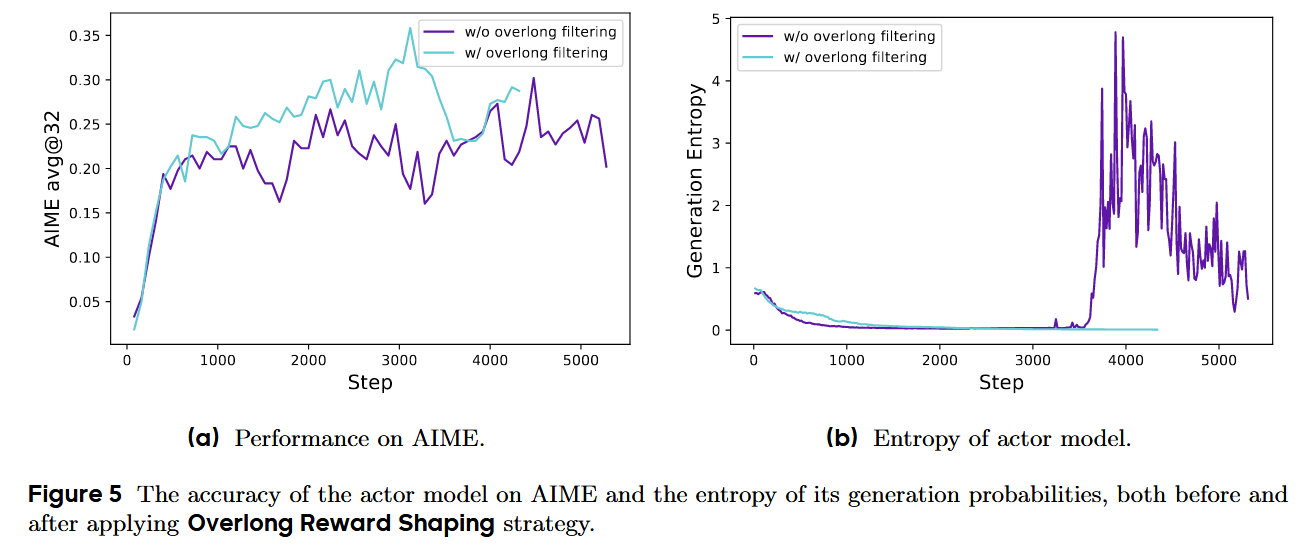 w/o overlong filtering
w/ overlong filtering
0.35
0.30
0.25
0.20
0.15
0.10
0.05
AIME avg@32
0 1000 2000 3000 4000 5000
Step
w/o overlong filtering
w/ overlong filtering
5
4
3
2
1
0
Generation Entropy
0 1000 2000 3000 4000 5000
Step
(a) Performance on AIME.
(b) Entropy of actor model.
Figure 5 The accuracy of the actor model on AIME and the entropy of its generation probabilities, both before and
after applying Overlong Reward Shaping strategy.